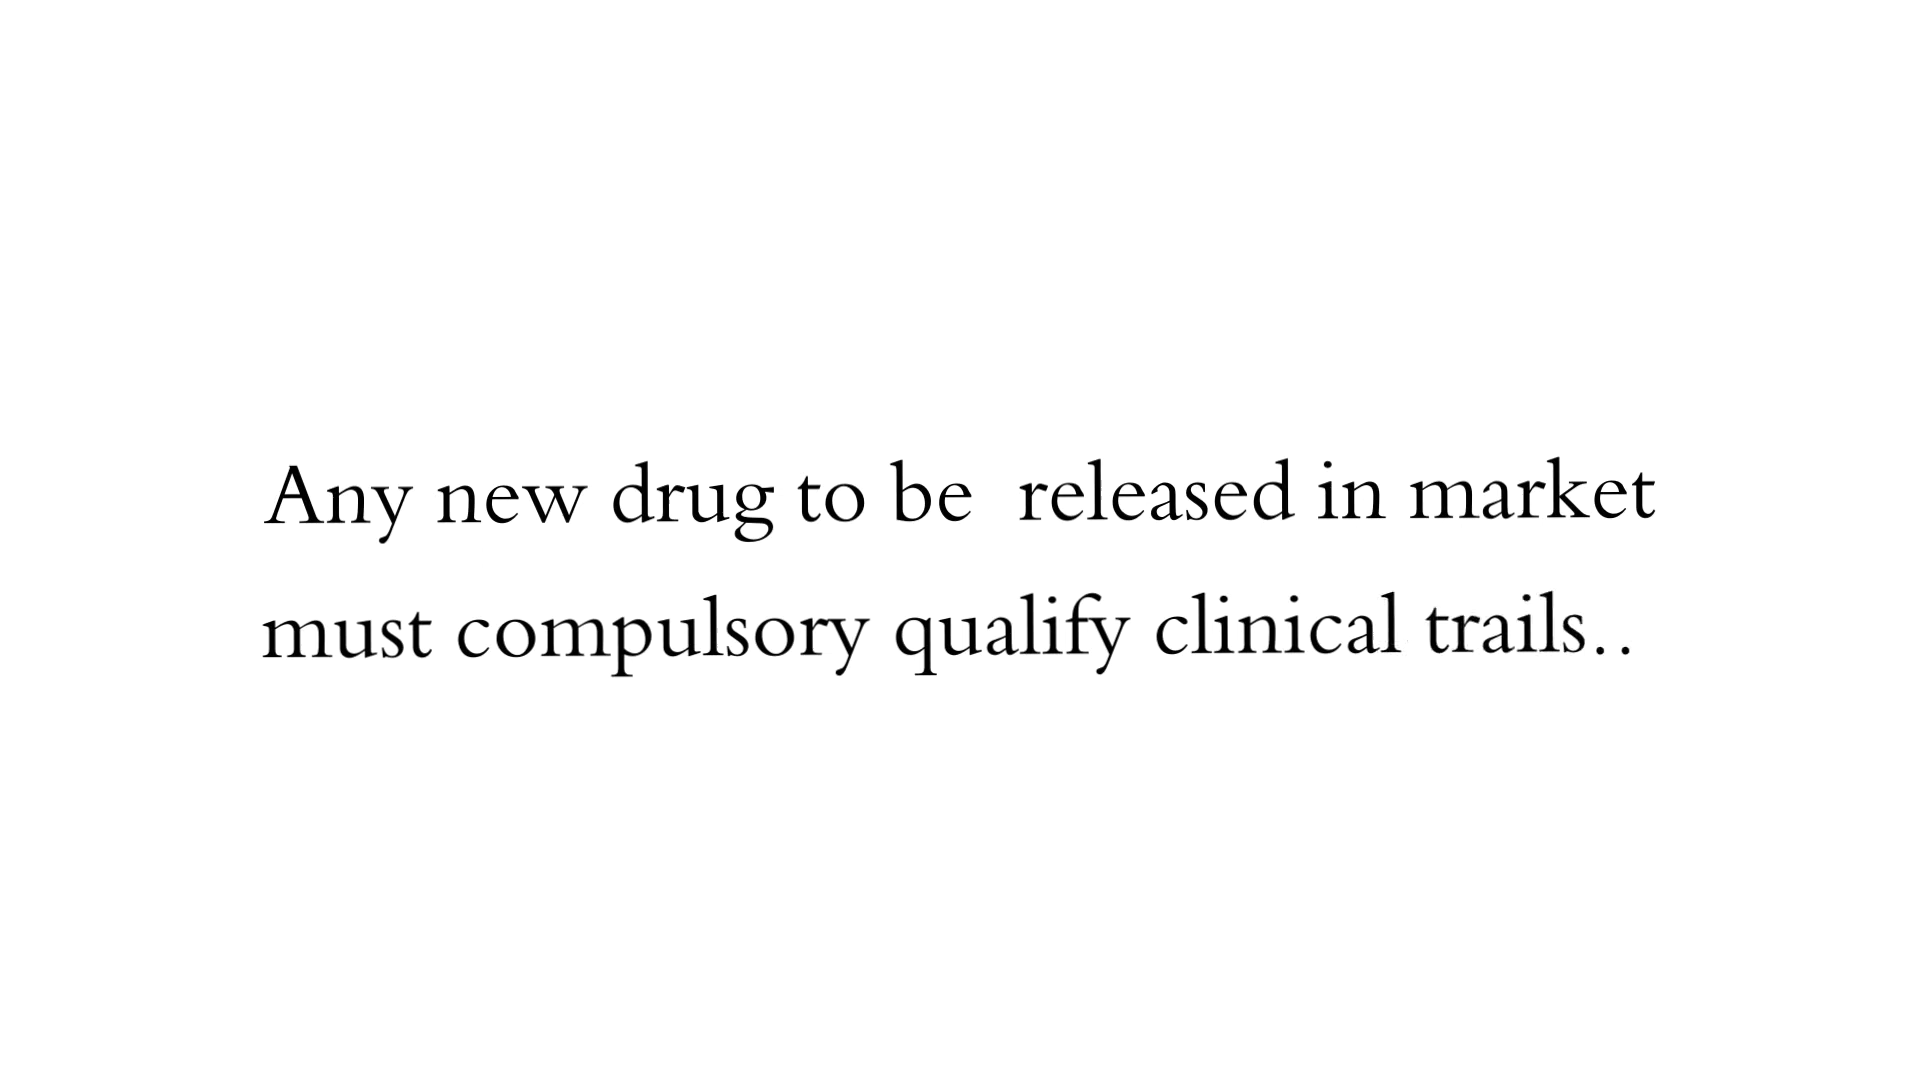 Any new drug to be  released in market
must compulsory qualify clinical trails..